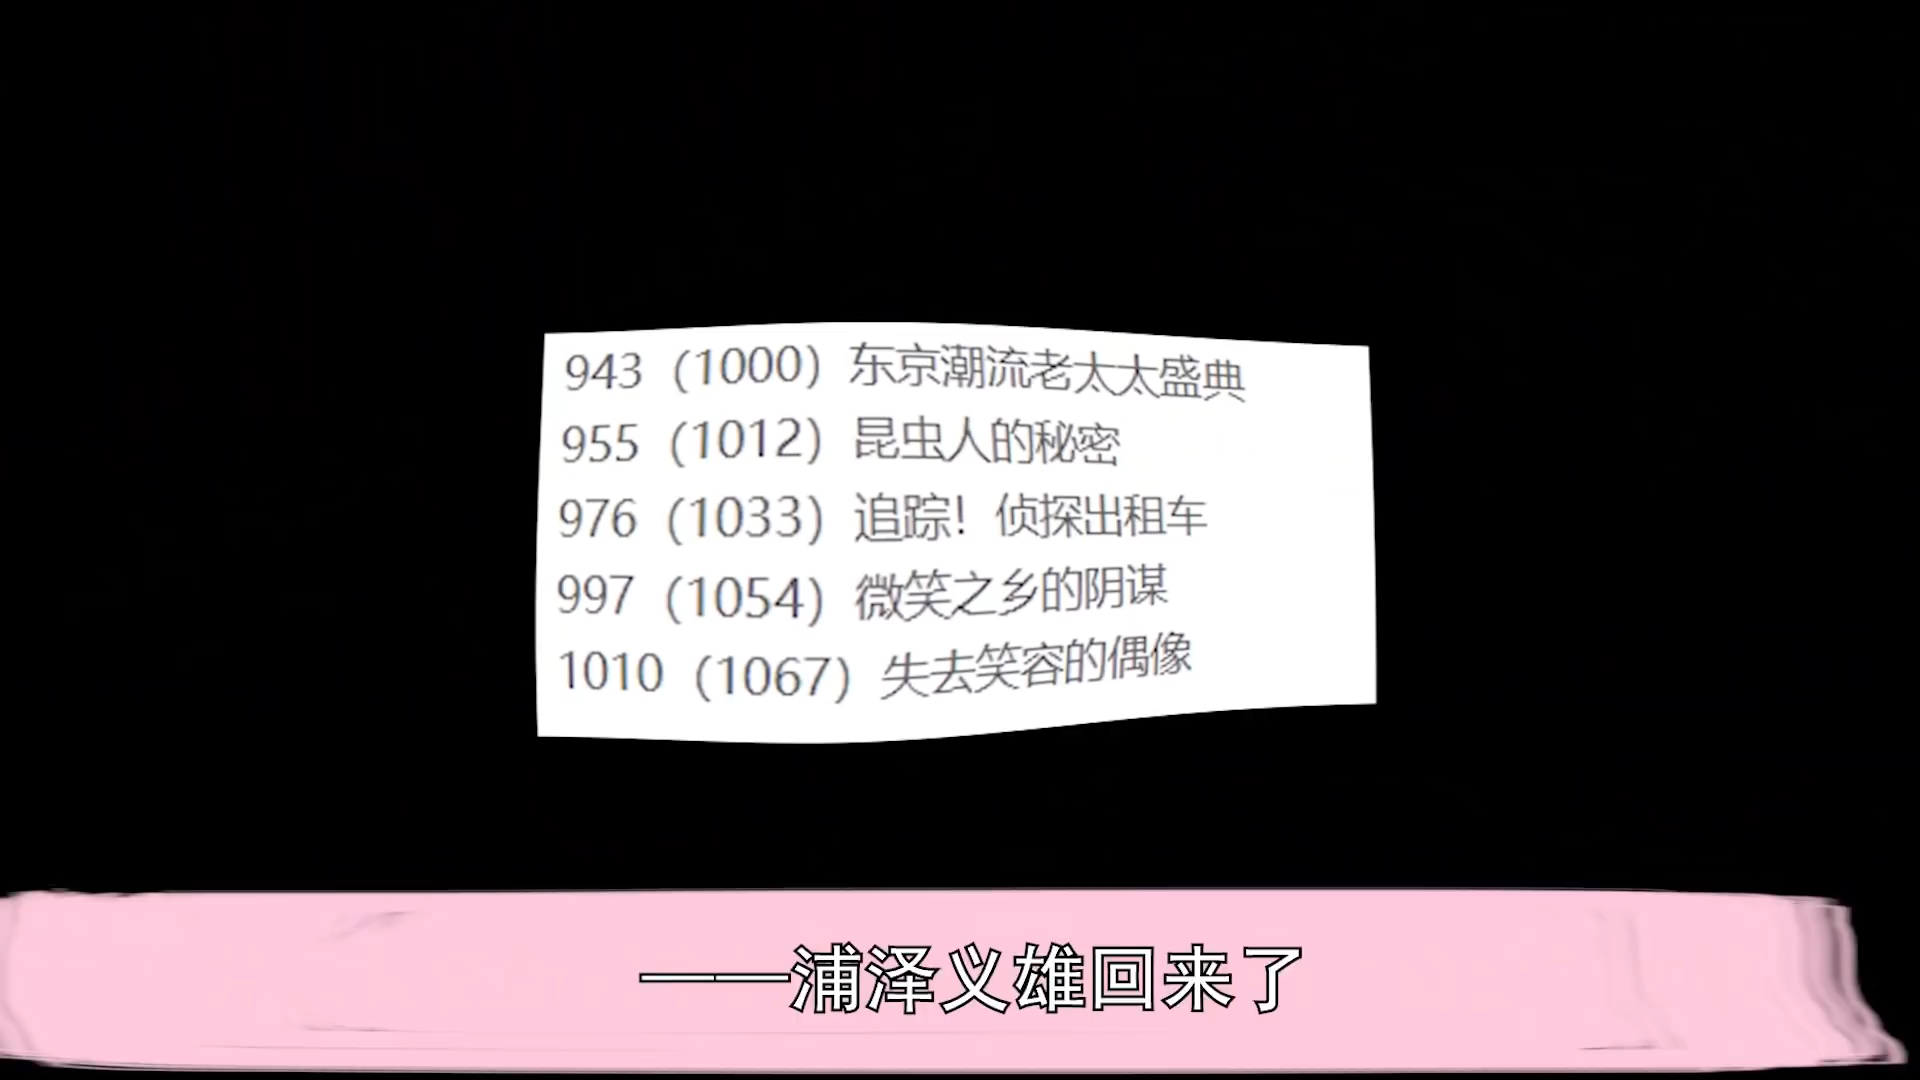 943（1000）东京潮流老太太盛典
955（1012）昆虫人的秘密
976（1033）追踪！侦探出租车
997（1054）微笑之乡的阴谋
1010（1067）失去笑容的偶像
——浦泽义雄回来了